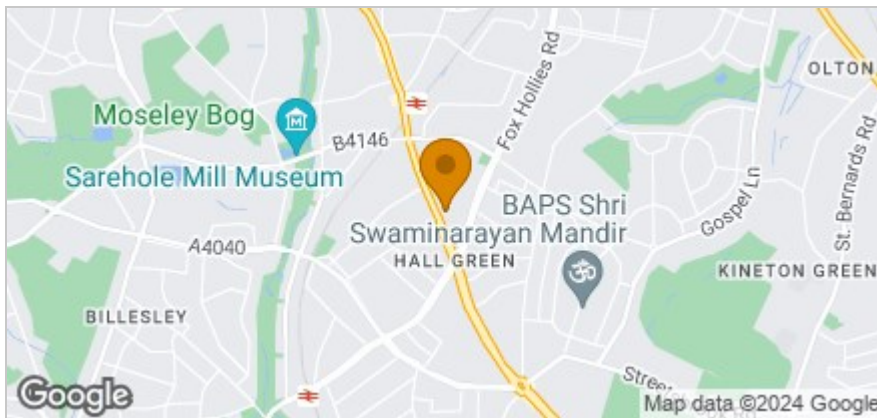 Fox Hollies Rd
OLTON
Moseley Bog
M
B4146
Sarehole Mill Museum
St. Bernards Rd
BAPS Shri
Swaminarayan Mandir
Gospel Ln
A4040
HALL GREEN
KINETON GREEN
BILLESLEY
ॐ
Street
Google
Map data ©2024 Google